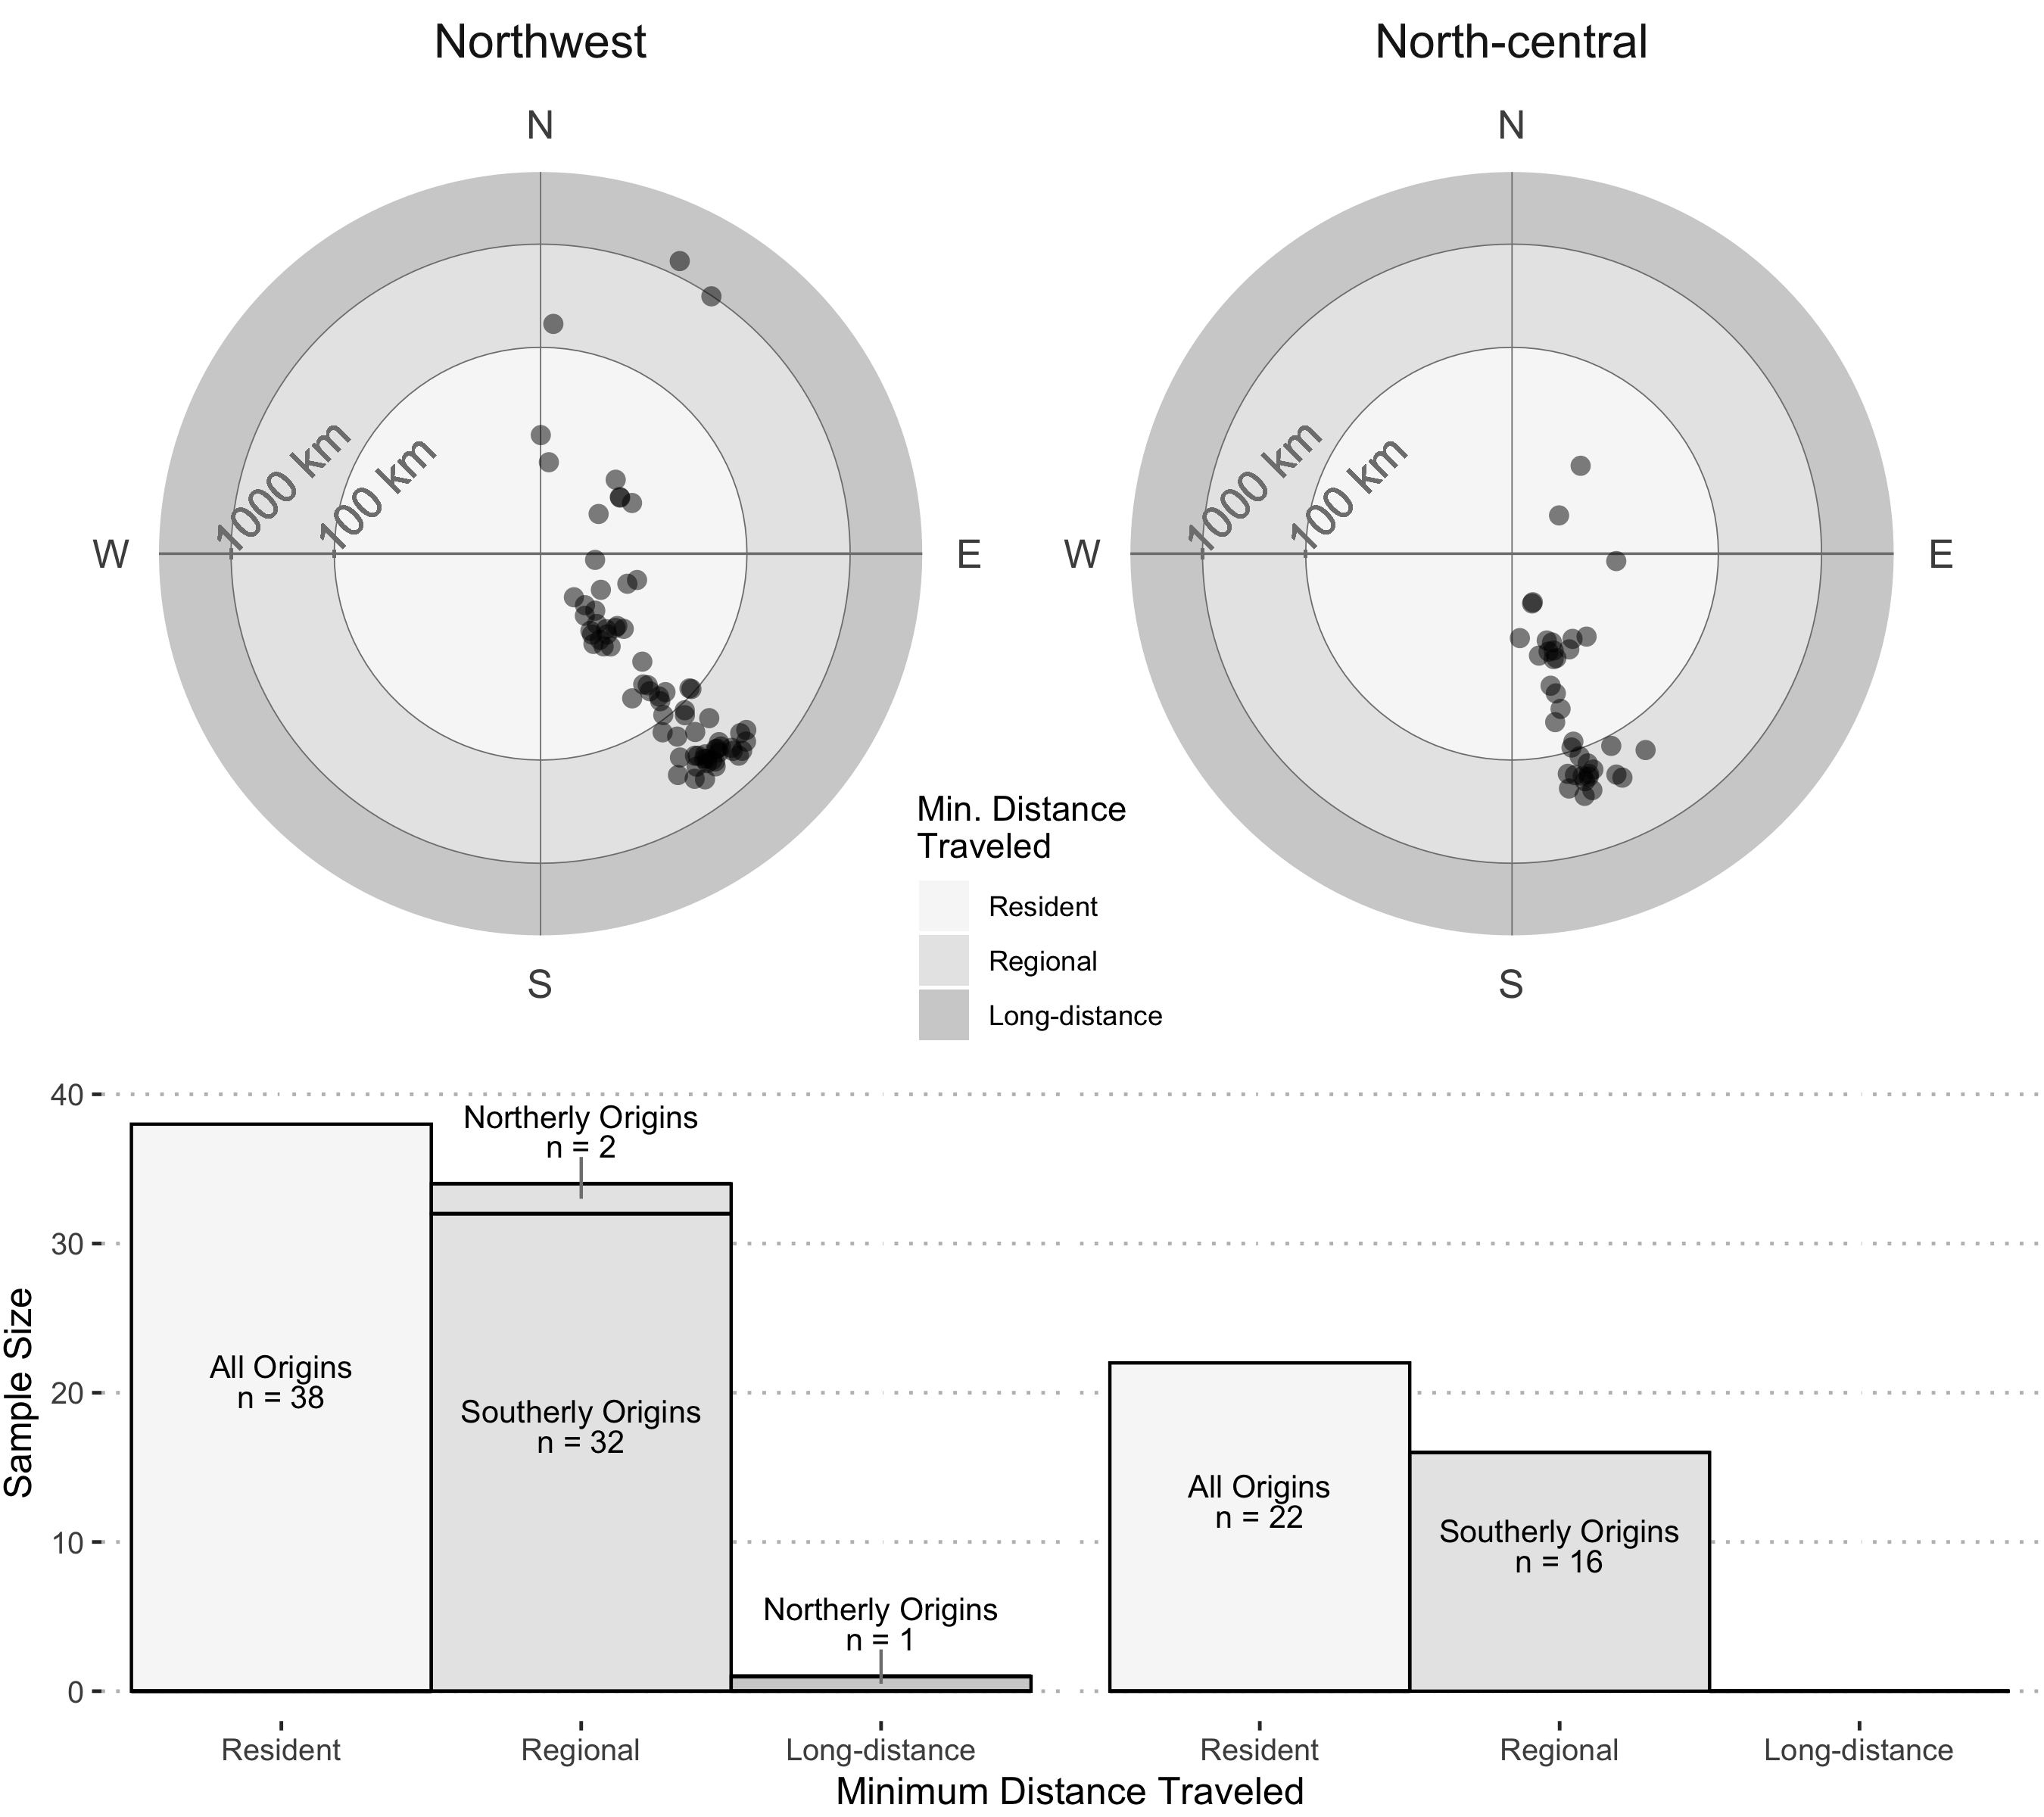 Northwest
North-central
N
N
1000 km
100 km
1000 km
100 km
W
E
W
E
S
S
Min. Distance
Traveled
Resident
Regional
Long-distance
40
30
20
10
0
Sample Size
Northerly Origins
n = 2
All Origins
n = 38
Southerly Origins
n = 32
Northerly Origins
n = 1
All Origins
n = 22
Southerly Origins
n = 16
Resident
Regional
Long-distance
Resident
Regional
Long-distance
Minimum Distance Traveled